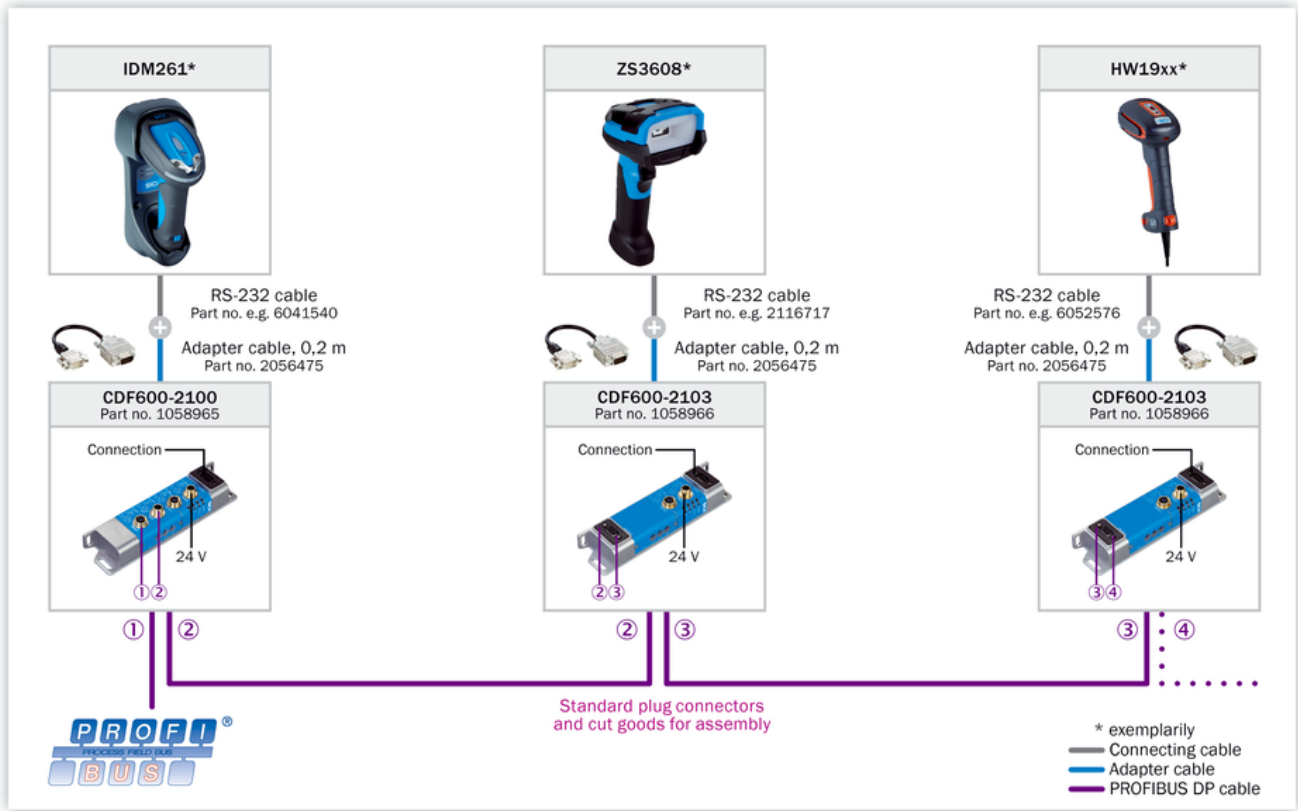 IDM261*
RS-232 cable
Part no. e.g. 6041540
Adapter cable, 0,2 m
Part no. 2056475
CDF600-2100
Part no. 1058965
Connection
24 V
①②
① ②
ZS3608*
RS-232 cable
Part no. e.g. 2116717
Adapter cable, 0,2 m
Part no. 2056475
CDF600-2103
Part no. 1058966
Connection
24 V
②③
② ③
HW19xx*
RS-232 cable
Part no. e.g. 6052576
Adapter cable, 0,2 m
Part no. 2056475
CDF600-2103
Part no. 1058966
Connection
24 V
③④
③ ④
Standard plug connectors
and cut goods for assembly
PROFI®
PROCESS FIELD BUS
BUS
* exemplarily
Connecting cable
Adapter cable
PROFIBUS DP cable